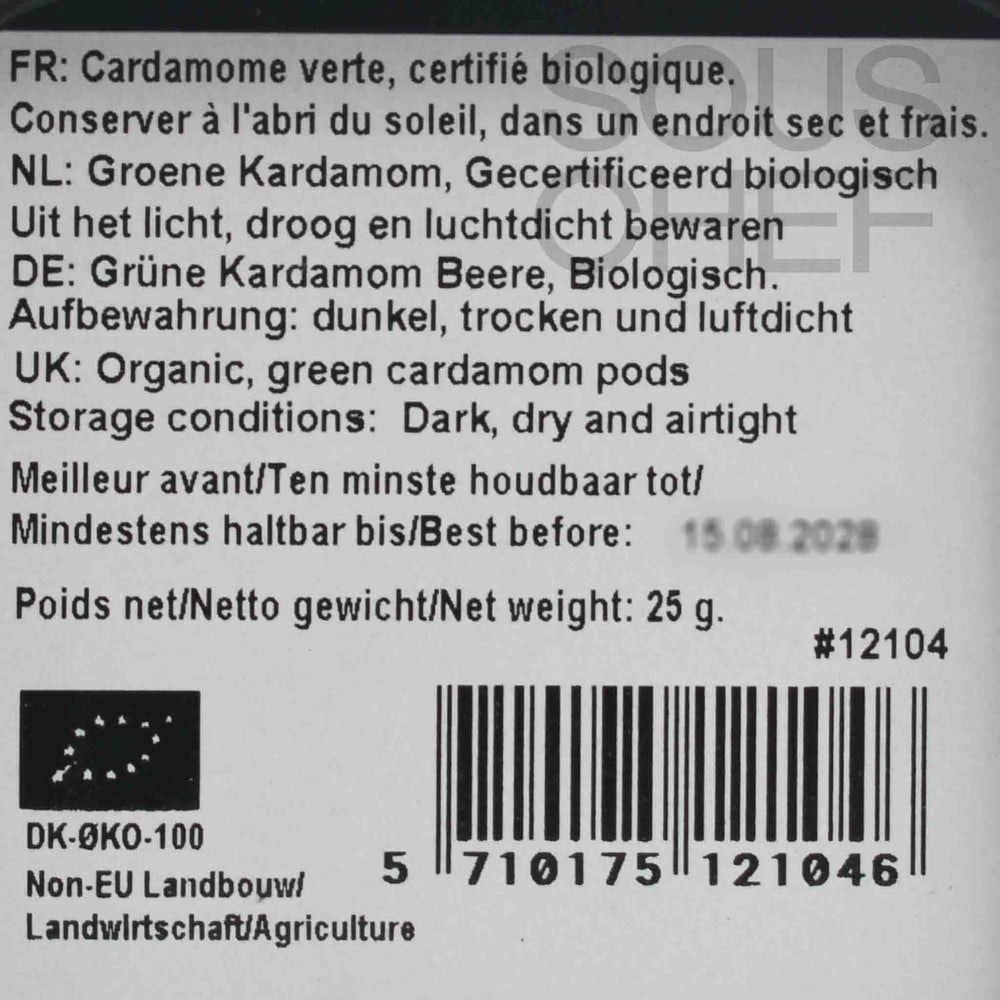 SOUS
CHEF
FR: Cardamome verte, certifié biologique.
Conserver à l'abri du soleil, dans un endroit sec et frais.
NL: Groene Kardamom, Gecertificeerd biologisch
Uit het licht, droog en luchtdicht bewaren
DE: Grüne Kardamom Beere, Biologisch.
Aufbewahrung: dunkel, trocken und luftdicht
UK: Organic, green cardamom pods
Storage conditions: Dark, dry and airtight
Meilleur avant/Ten minste houdbaar tot/
Mindestens haltbar bis/Best before:
Poids net/Netto gewicht/Net weight: 25 g.
#12104
DK-ØKO-100
Non-EU Landbouw/
Landwirtschaft/Agriculture
5 710175 121046